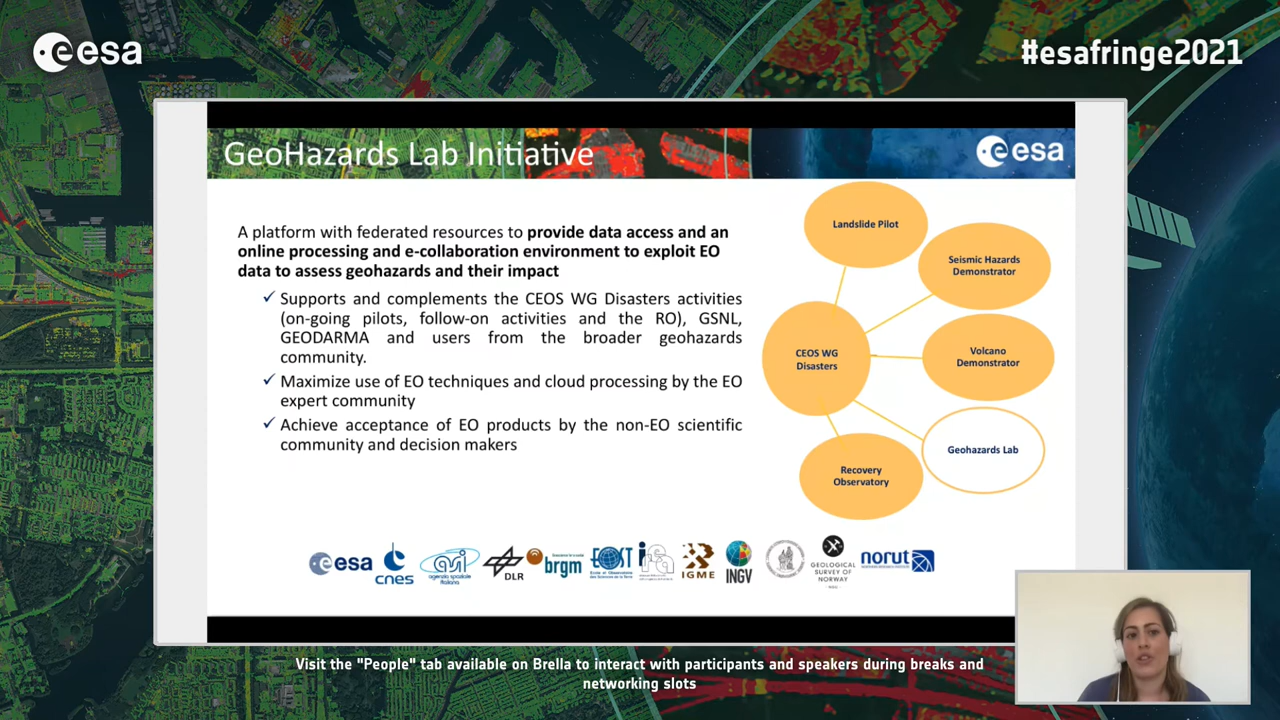 esa
#esafringe2021
GeoHazards Lab Initiative
esa
A platform with federated resources to provide data access and an
online processing and e-collaboration environment to exploit EO
data to assess geohazards and their impact
✓ Supports and complements the CEOS WG Disasters activities
(on-going pilots, follow-on activities and the RO), GSNL,
GEODARMA and users from the broader geohazards
community.
✓ Maximize use of EO techniques and cloud processing by the EO
expert community
✓ Achieve acceptance of EO products by the non-EO scientific
community and decision makers
Landslide Pilot
Seismic Hazards
Demonstrator
CEOS WG
Disasters
Volcano
Demonstrator
Geohazards Lab
Recovery
Observatory
esa
cnes
asi
agenzia spaziale
italiana
DLR
brgm
EOST
IGME
INGV
GEOLOGICAL
SURVEY OF
NORWAY
norut
Visit the "People" tab available on Brella to interact with participants and speakers during breaks and
networking slots